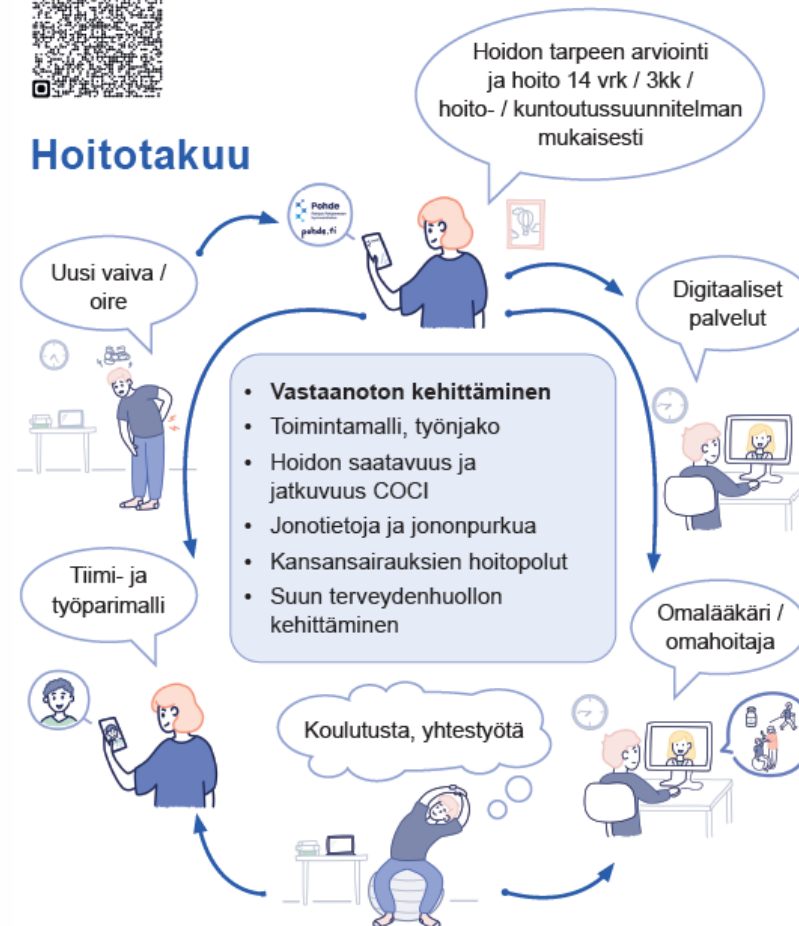 Hoitotakuu
Hoidon tarpeen arviointi
ja hoito 14 vrk / 3kk /
hoito- / kuntoutussuunnitelman
mukaisesti
Pohde
pohde.fi
Uusi vaiva /
oire
Digitaaliset
palvelut
• Vastaanoton kehittäminen
• Toimintamalli, työnjako
• Hoidon saatavuus ja
jatkuvuus COCI
• Jonotietoja ja jononpurkua
• Kansansairauksien hoitopolut
• Suun terveydenhuollon
kehittäminen
Tiimi- ja
työparimalli
Omalääkäri /
omahoitaja
Koulutusta, yhtestyötä